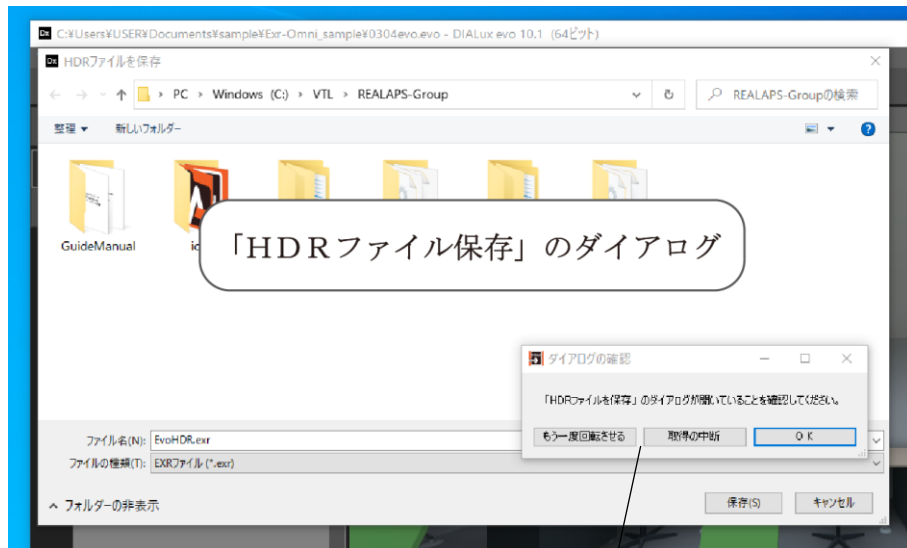 C:¥Users¥USER¥Documents¥sample¥Exr-Omni_sample¥0304evo.evo - DIALux evo 10.1 (64ビット)
HDRファイルを保存
PC › Windows (C:) › VTL › REALAPS-Group
REALAPS-Groupの検索
整理 ▼ 新しいフォルダー
GuideManual
「HDRファイル保存」のダイアログ
ダイアログの確認
「HDRファイルを保存」のダイアログが開いていることを確認してください。
もう一度回転させる 取得の中断 OK
ファイル名(N): EvoHDR.exr
ファイルの種類(T): EXRファイル (*.exr)
フォルダーの非表示 保存(S) キャンセル